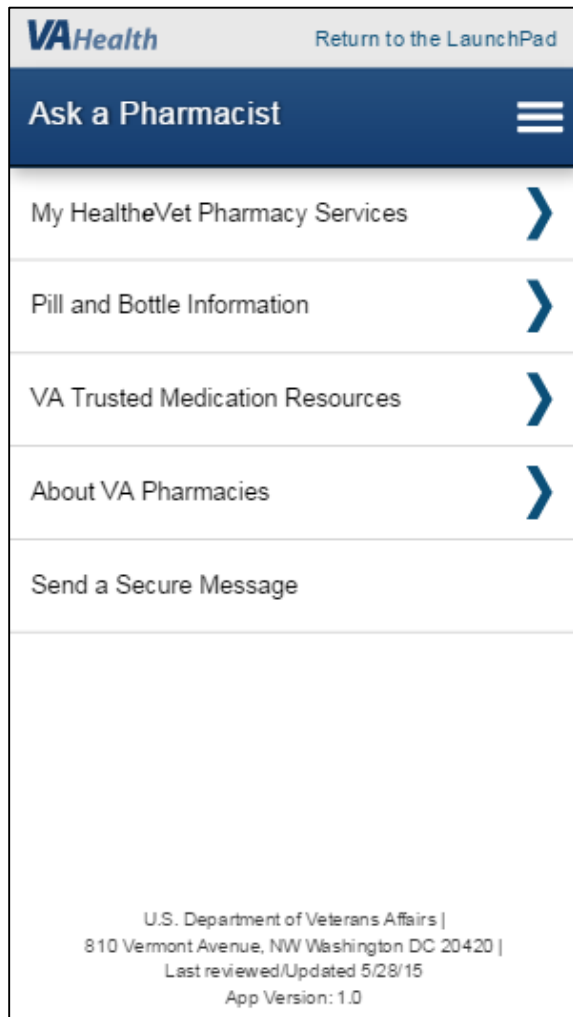 VAHealth Return to the LaunchPad
Ask a Pharmacist
My HealtheVet Pharmacy Services
Pill and Bottle Information
VA Trusted Medication Resources
About VA Pharmacies
Send a Secure Message
U.S. Department of Veterans Affairs |
810 Vermont Avenue, NW Washington DC 20420 |
Last reviewed/Updated 5/28/15
App Version: 1.0